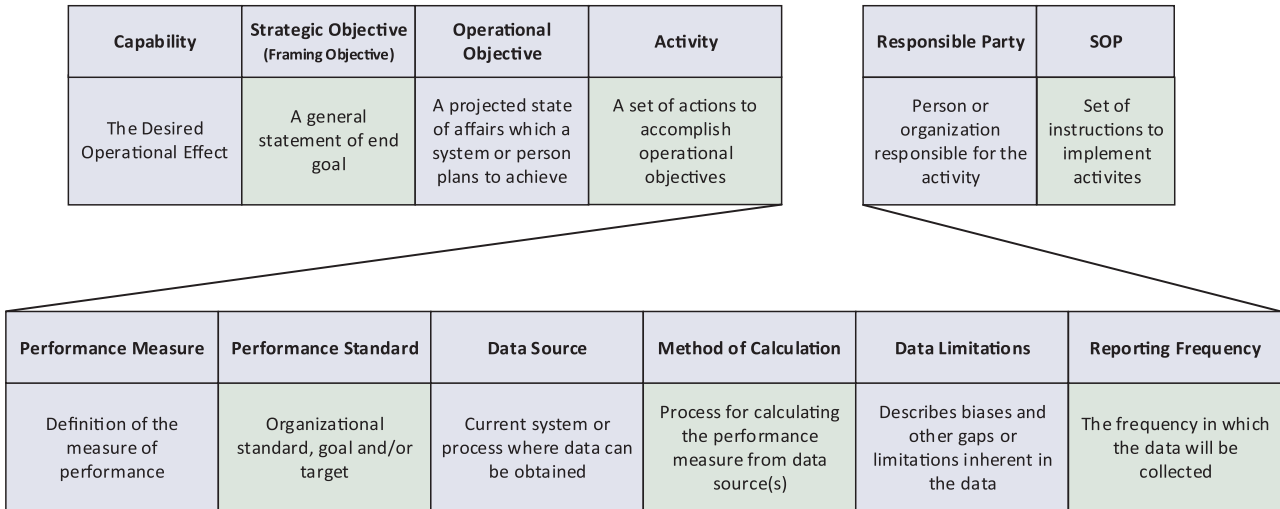 Capability
Strategic Objective
(Framing Objective)
Operational
Objective
Activity
The Desired
Operational Effect
A general
statement of end
goal
A projected state
of affairs which a
system or person
plans to achieve
A set of actions to
accomplish
operational
objectives
Responsible Party
SOP
Person or
organization
responsible for the
activity
Set of
instructions to
implement
activites
Performance Measure
Performance Standard
Data Source
Method of Calculation
Data Limitations
Reporting Frequency
Definition of the
measure of
performance
Organizational
standard, goal and/or
target
Current system or
process where data can
be obtained
Process for calculating
the performance
measure from data
source(s)
Describes biases and
other gaps or
limitations inherent in
the data
The frequency in which
the data will be
collected